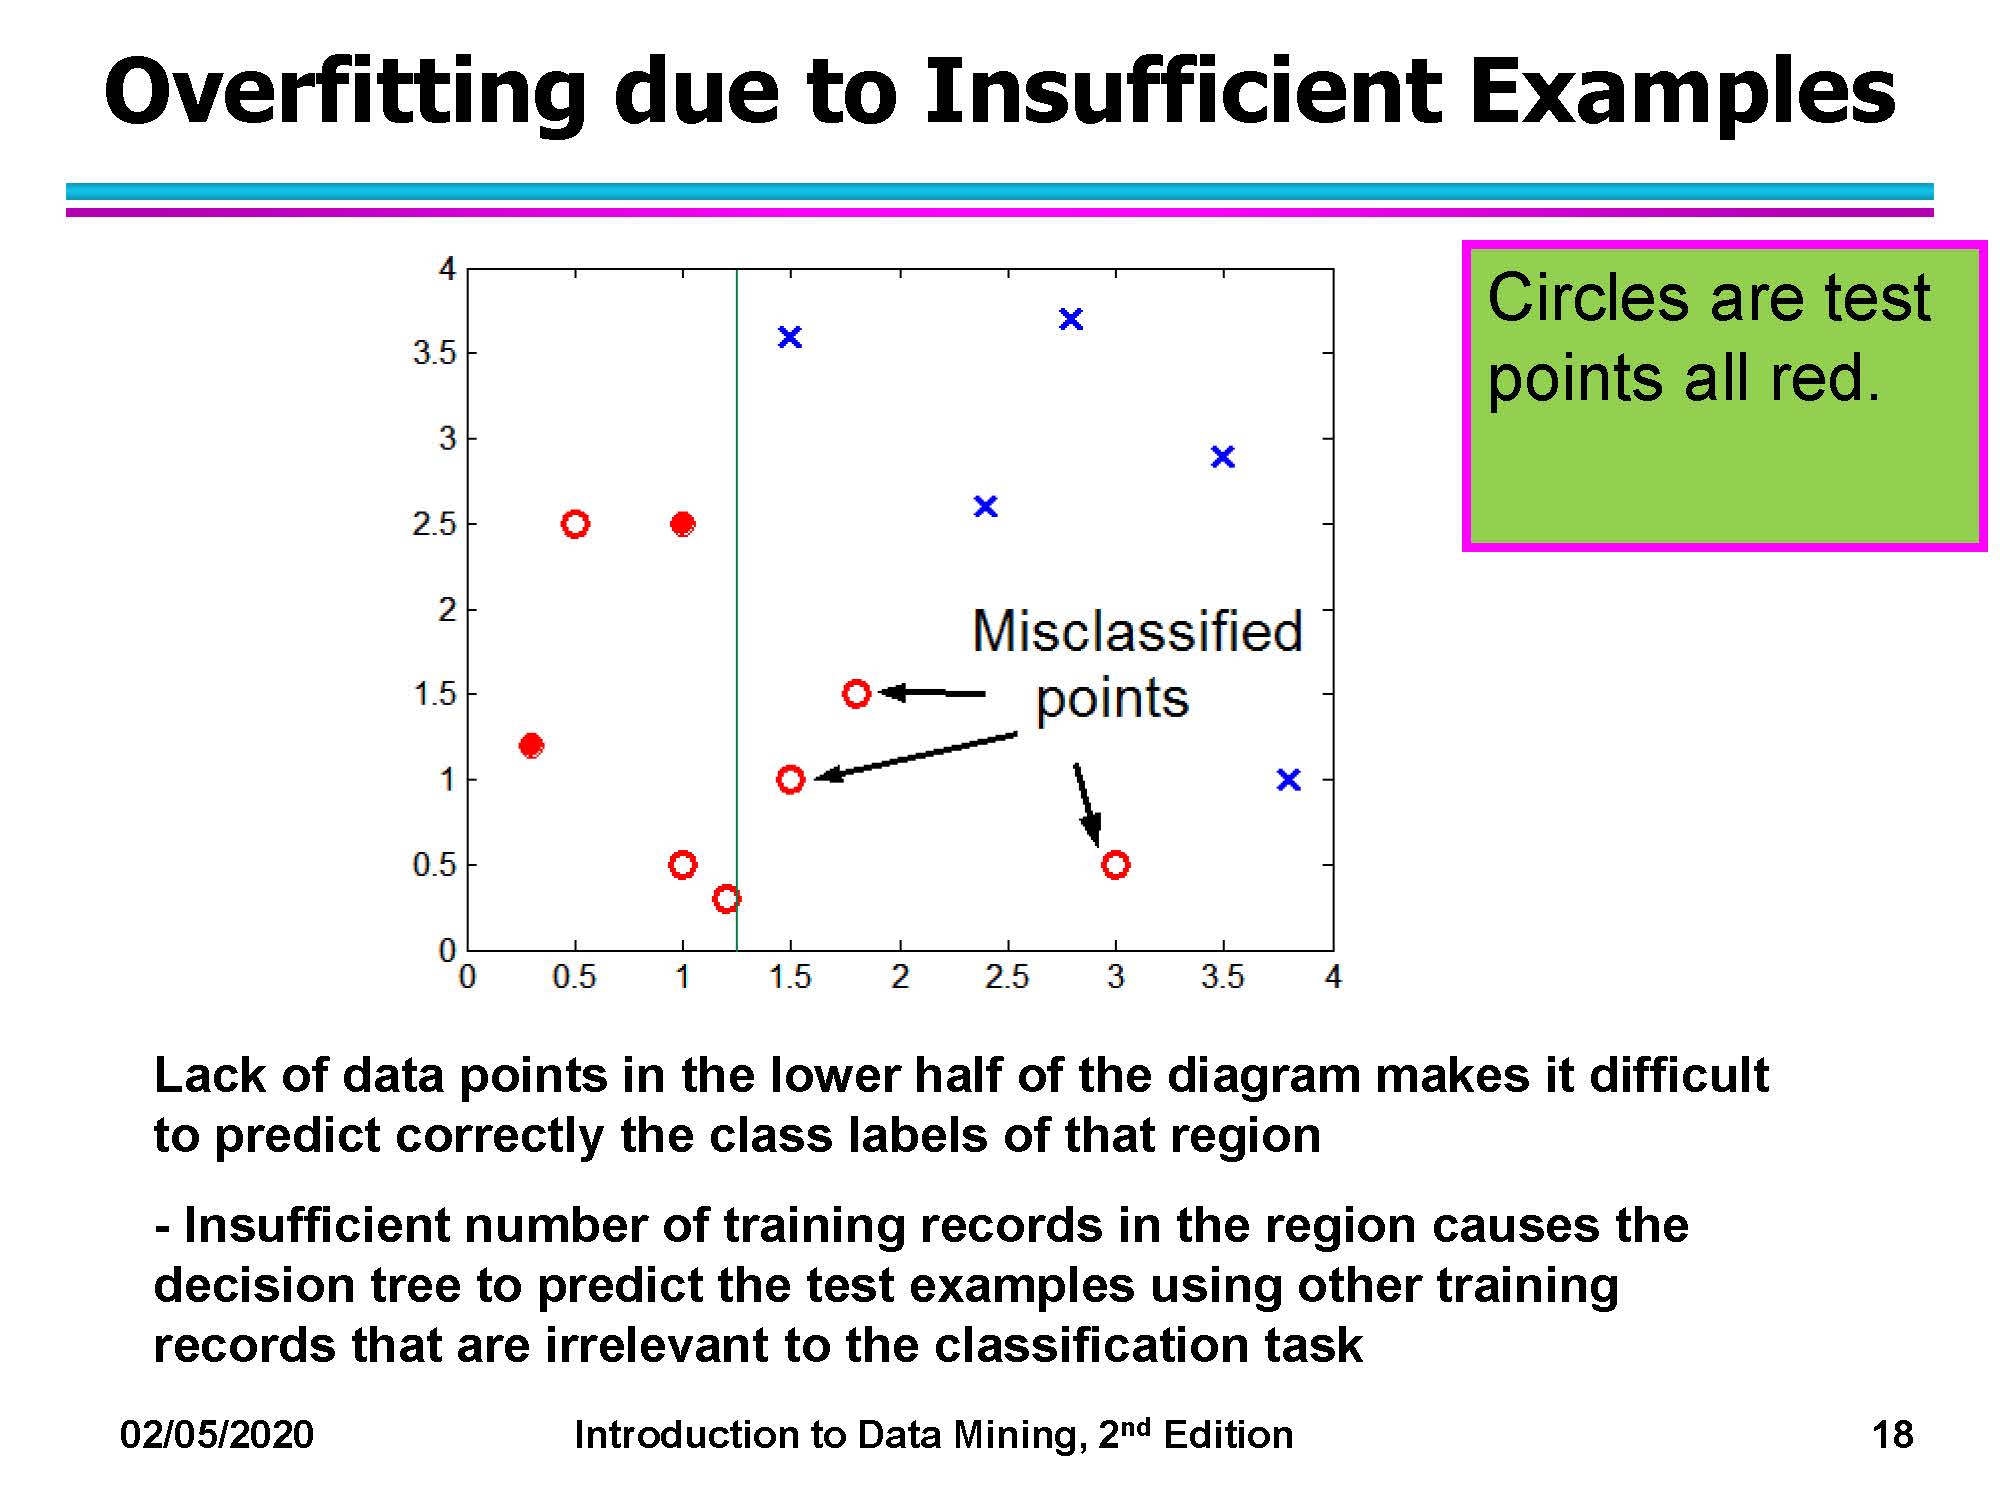 Overfitting due to Insufficient Examples
Circles are test
points all red.
4
3.5
3
2.5
2
1.5
1
0.5
0
0 0.5 1 1.5 2 2.5 3 3.5 4
Misclassified
points
Lack of data points in the lower half of the diagram makes it difficult
to predict correctly the class labels of that region
- Insufficient number of training records in the region causes the
decision tree to predict the test examples using other training
records that are irrelevant to the classification task
02/05/2020 Introduction to Data Mining, 2nd Edition 18